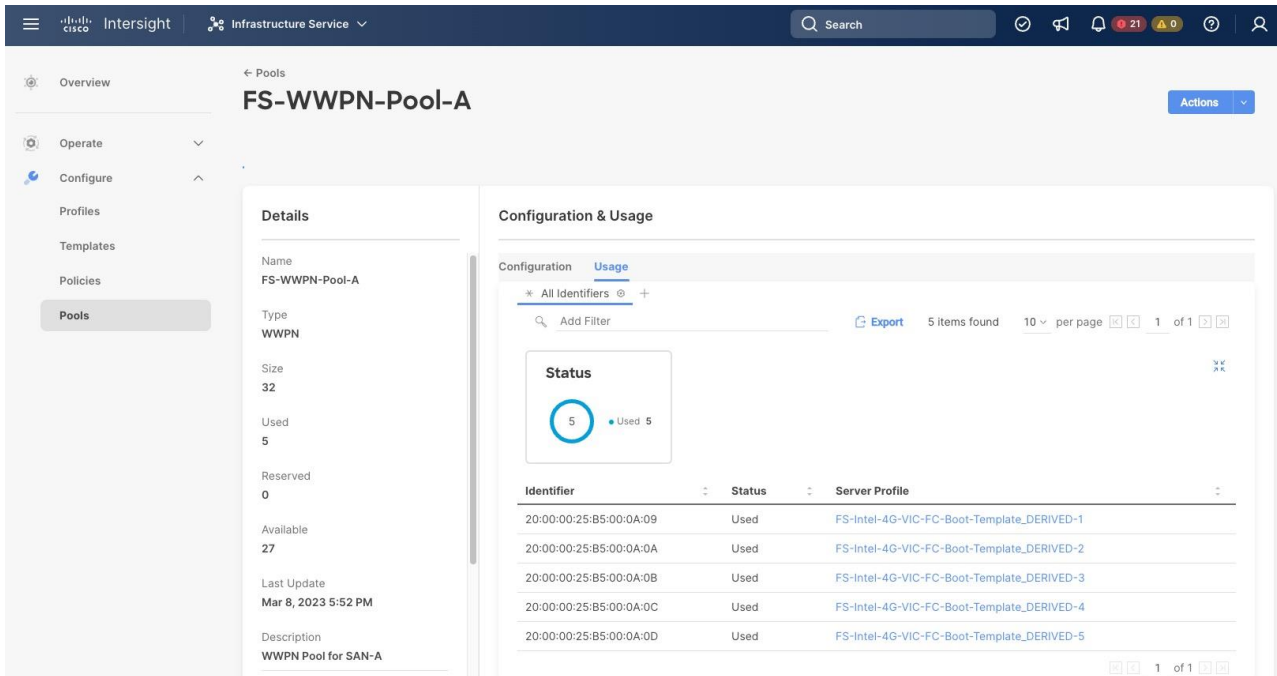 cisco Intersight Infrastructure Service Search 21 0
Overview
Operate
Configure
Profiles
Templates
Policies
Pools
← Pools
FS-WWPN-Pool-A
Actions
Details
Name
FS-WWPN-Pool-A
Type
WWPN
Size
32
Used
5
Reserved
0
Available
27
Last Update
Mar 8, 2023 5:52 PM
Description
WWPN Pool for SAN-A
Configuration & Usage
Configuration Usage
All Identifiers +
Add Filter Export 5 items found 10 per page 1 of 1
Status
5 Used 5
Identifier Status Server Profile
20:00:00:25:B5:00:0A:09 Used FS-Intel-4G-VIC-FC-Boot-Template_DERIVED-1
20:00:00:25:B5:00:0A:0A Used FS-Intel-4G-VIC-FC-Boot-Template_DERIVED-2
20:00:00:25:B5:00:0A:0B Used FS-Intel-4G-VIC-FC-Boot-Template_DERIVED-3
20:00:00:25:B5:00:0A:0C Used FS-Intel-4G-VIC-FC-Boot-Template_DERIVED-4
20:00:00:25:B5:00:0A:0D Used FS-Intel-4G-VIC-FC-Boot-Template_DERIVED-5
1 of 1